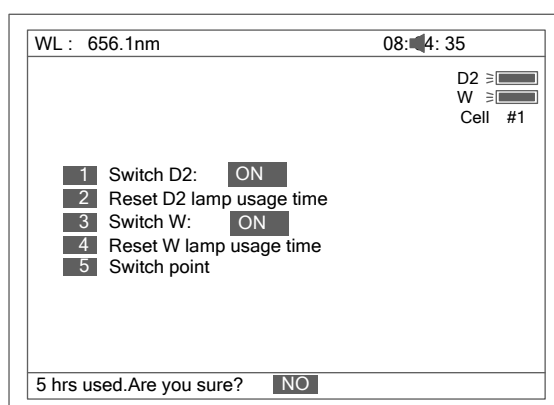 WL : 656.1nm 08: 4: 35
D2
W
Cell #1
1 Switch D2: ON
2 Reset D2 lamp usage time
3 Switch W: ON
4 Reset W lamp usage time
5 Switch point
5 hrs used.Are you sure? NO